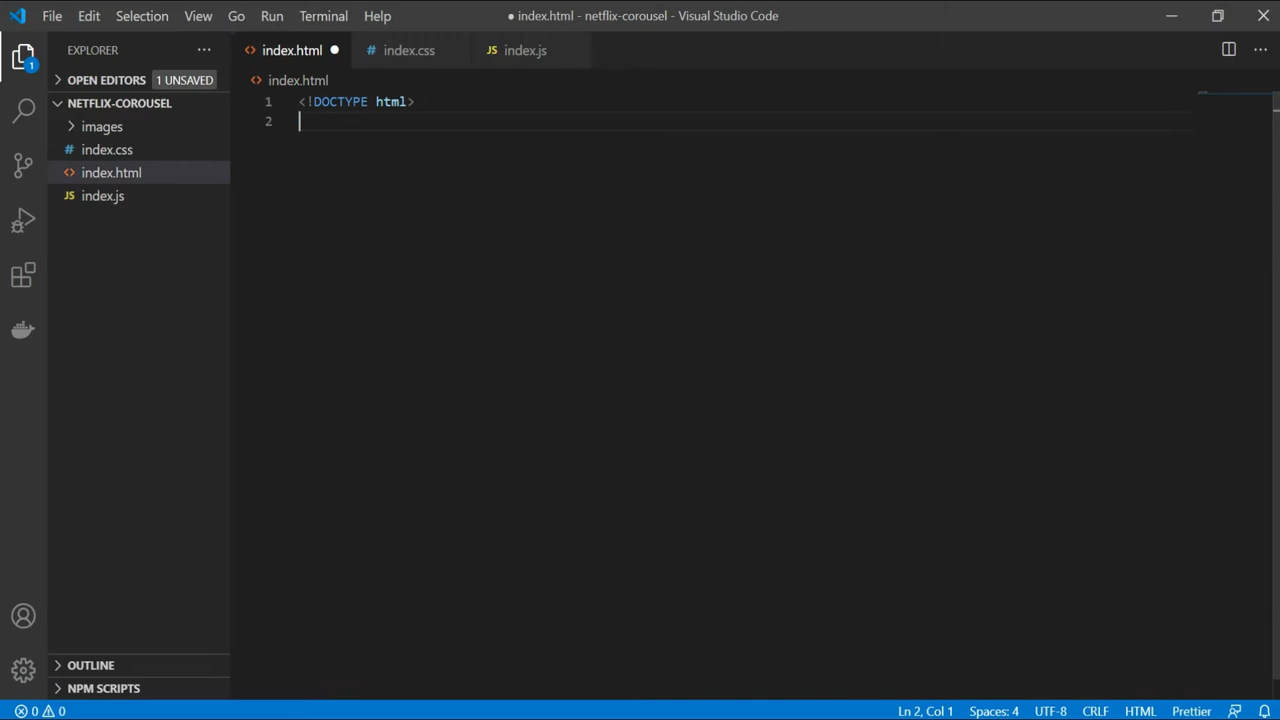 File Edit Selection View Go Run Terminal Help ● index.html - netflix-corousel - Visual Studio Code
EXPLORER ···
index.html ● # index.css JS index.js
OPEN EDITORS 1 UNSAVED
NETFLIX-COROUSEL
images
# index.css
index.html
JS index.js
OUTLINE
NPM SCRIPTS
1
index.html
1 <!DOCTYPE html>
2
0 0 Ln 2, Col 1 Spaces: 4 UTF-8 CRLF HTML Prettier